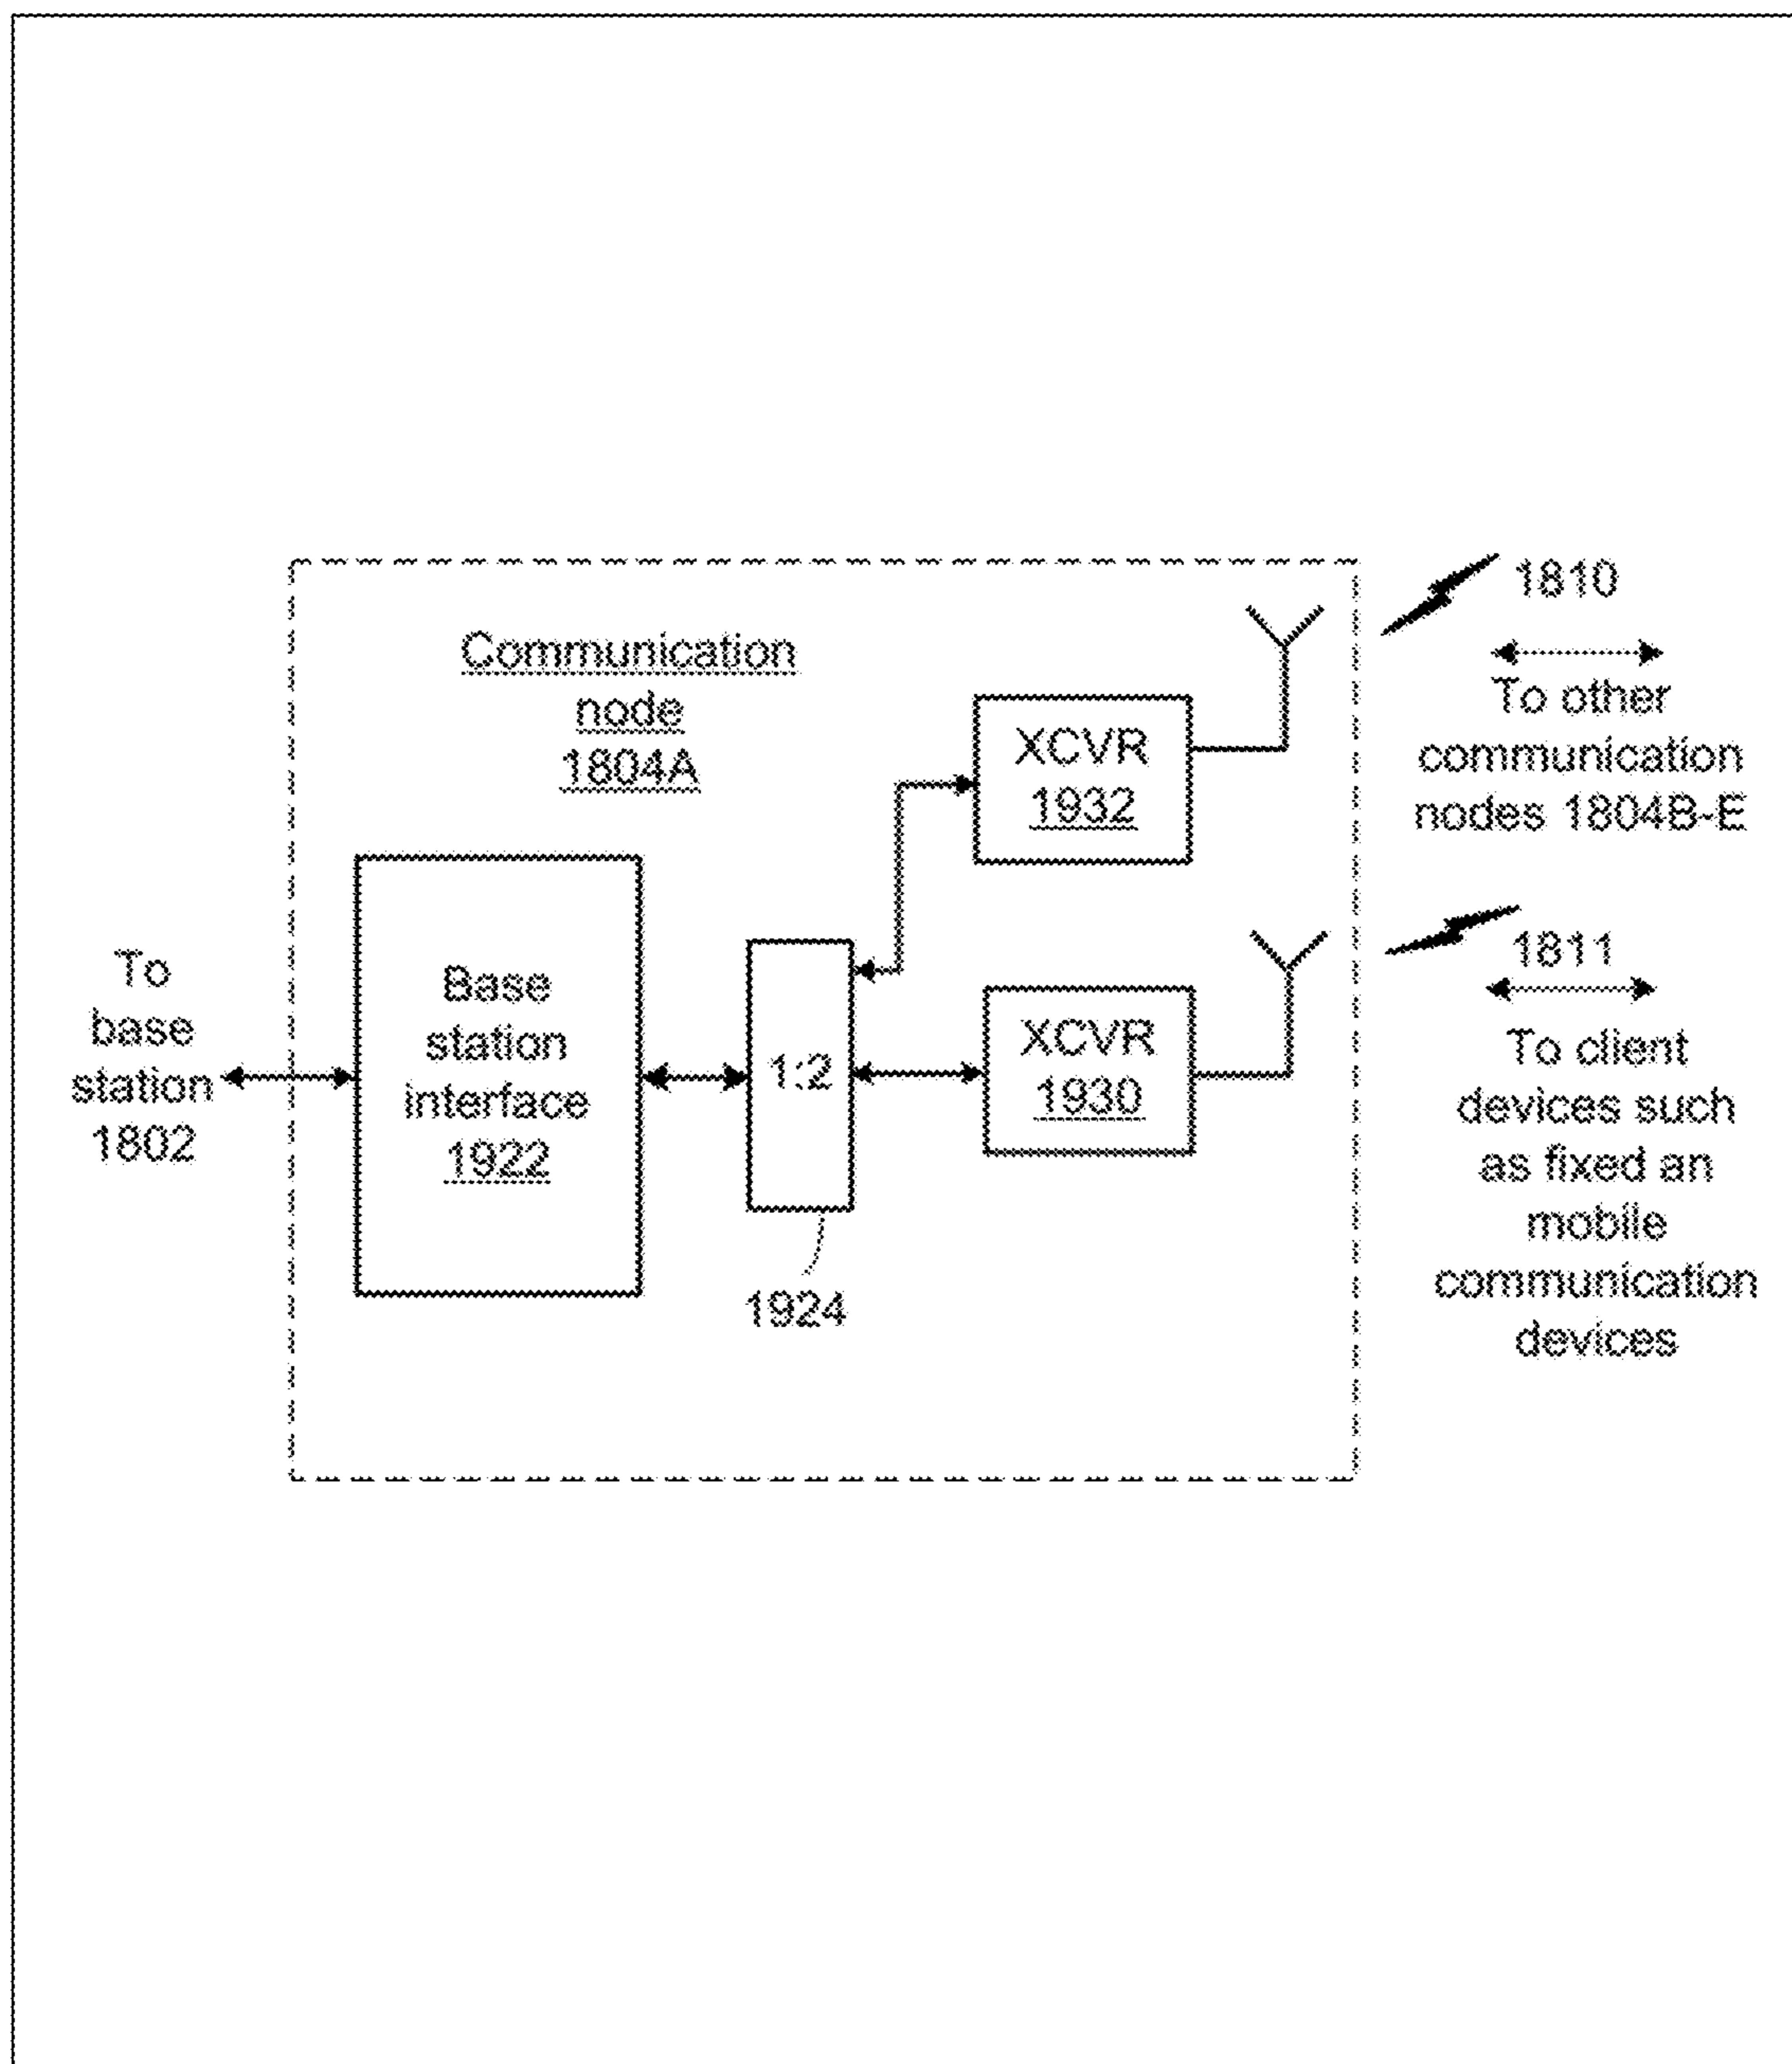 Communication
node
1804A
1810
To other
communication
nodes 1804B-E
XCVR
1932
To
base
station
1802
Base
station
interface
1922
1:2
1924
XCVR
1930
1811
To client
devices such
as fixed an
mobile
communication
devices